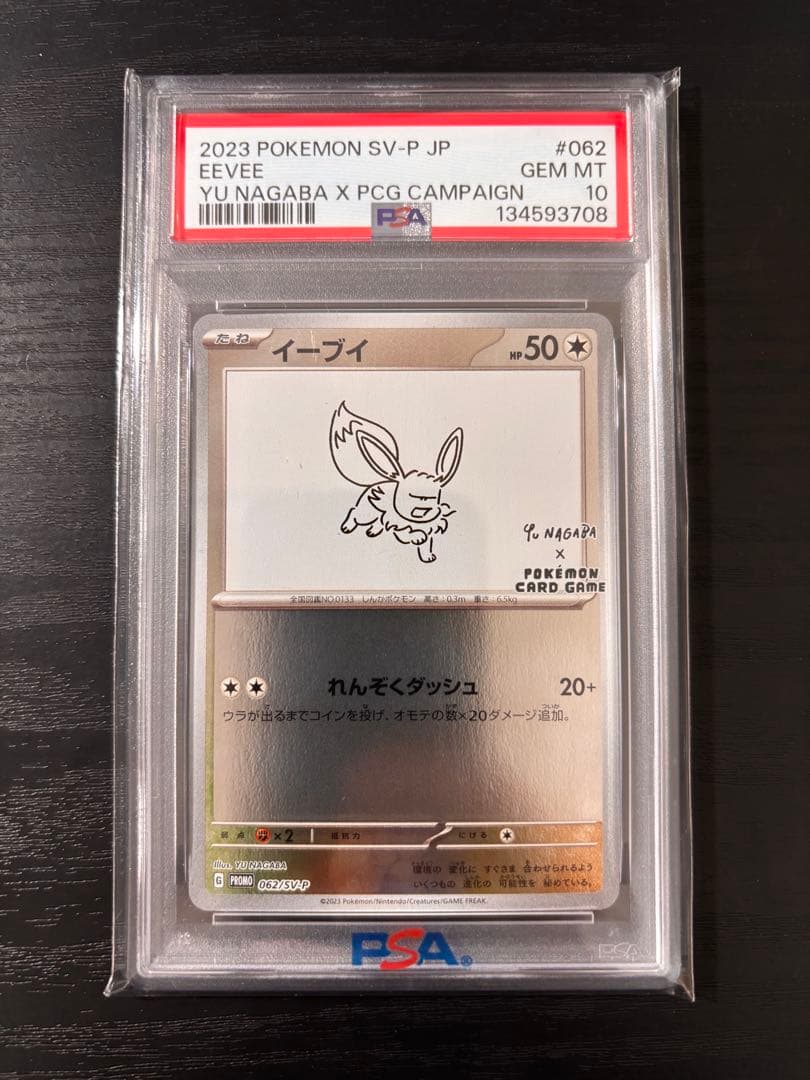 2023 POKEMON SV-P JP #062
EEVEE GEM MT
YU NAGABA X PCG CAMPAIGN 10
PSA 134593708
たね イーブイ HP 50
YU NAGABA
×
POKÉMON
CARD GAME
全国図鑑NO.0133 しんかポケモン 高さ:0.3m 重さ:6.5kg
れんぞくダッシュ 20+
ウラが出るまでコインを投げ、オモテの数×20ダメージ追加。
弱点 ×2 抵抗力 にげる
Illus. YU NAGABA
環境の 変化に すぐさま 合わせられるよう
いくつもの 進化の 可能性を 秘めている。
G PROMO 062/SV-P
©2023 Pokémon/Nintendo/Creatures/GAME FREAK.
PSA®
PSA